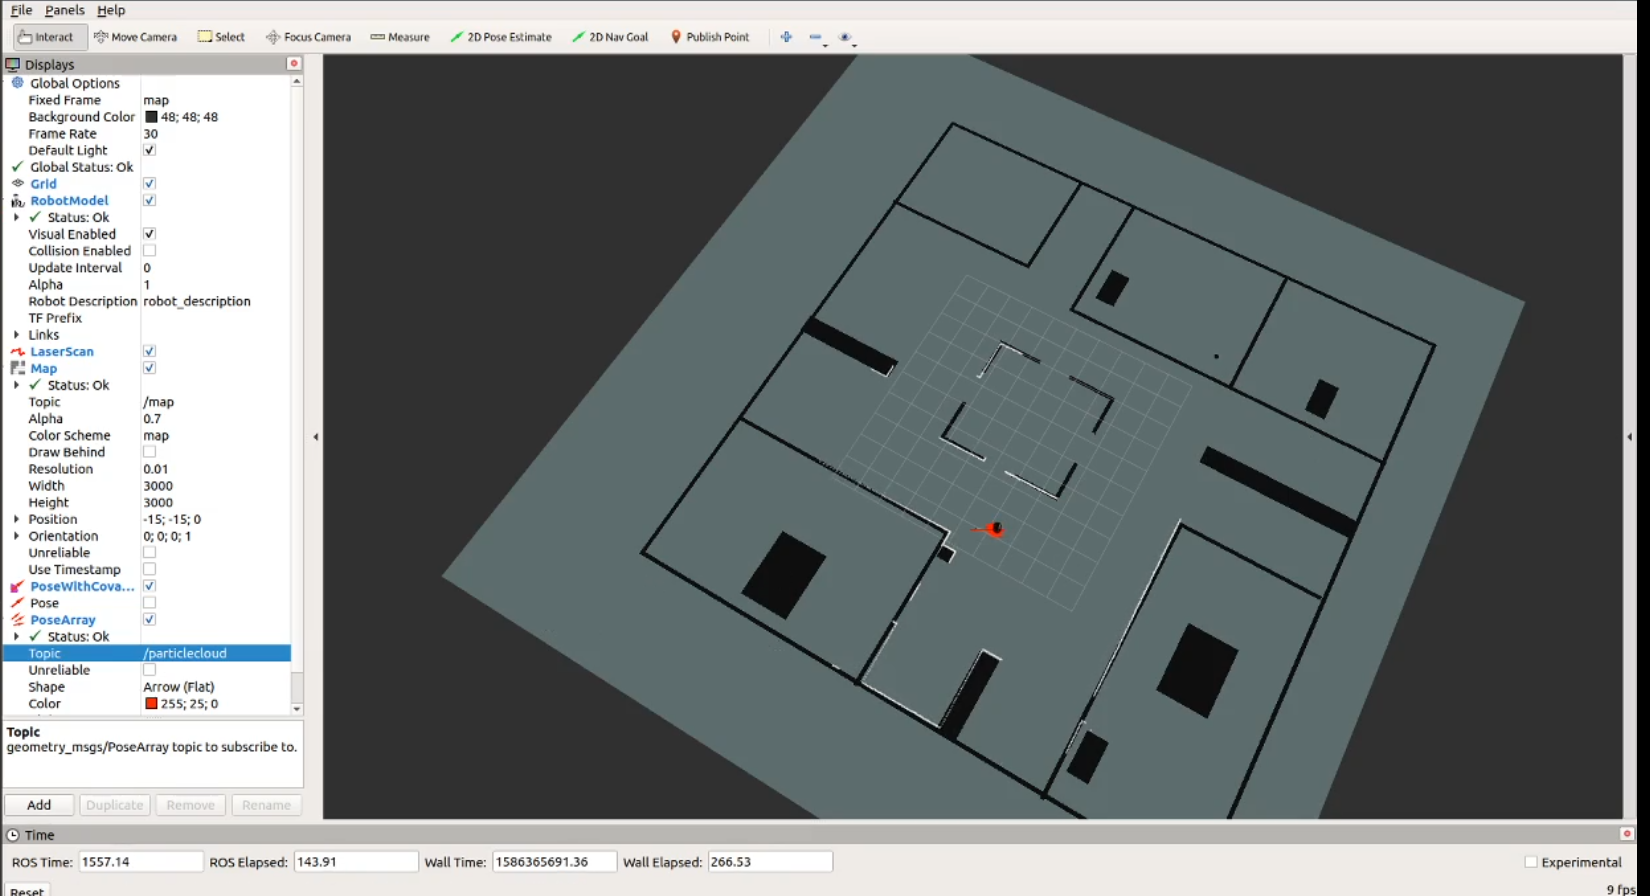 File Panels Help
Interact Move Camera Select Focus Camera Measure 2D Pose Estimate 2D Nav Goal Publish Point
Displays
Global Options
Fixed Frame map
Background Color 48; 48; 48
Frame Rate 30
Default Light
Global Status: Ok
Grid
RobotModel
Status: Ok
Visual Enabled
Collision Enabled
Update Interval 0
Alpha 1
Robot Description robot_description
TF Prefix
Links
LaserScan
Map
Status: Ok
Topic /map
Alpha 0.7
Color Scheme map
Draw Behind
Resolution 0.01
Width 3000
Height 3000
Position -15; -15; 0
Orientation 0; 0; 0; 1
Unreliable
Use Timestamp
PoseWithCova...
Pose
PoseArray
Status: Ok
Topic /particlecloud
Unreliable
Shape Arrow (Flat)
Color 255; 25; 0
Topic
geometry_msgs/PoseArray topic to subscribe to.
Add Duplicate Remove Rename
Time
ROS Time: 1557.14 ROS Elapsed: 143.91 Wall Time: 1586365691.36 Wall Elapsed: 266.53 Experimental
Reset 9 fps